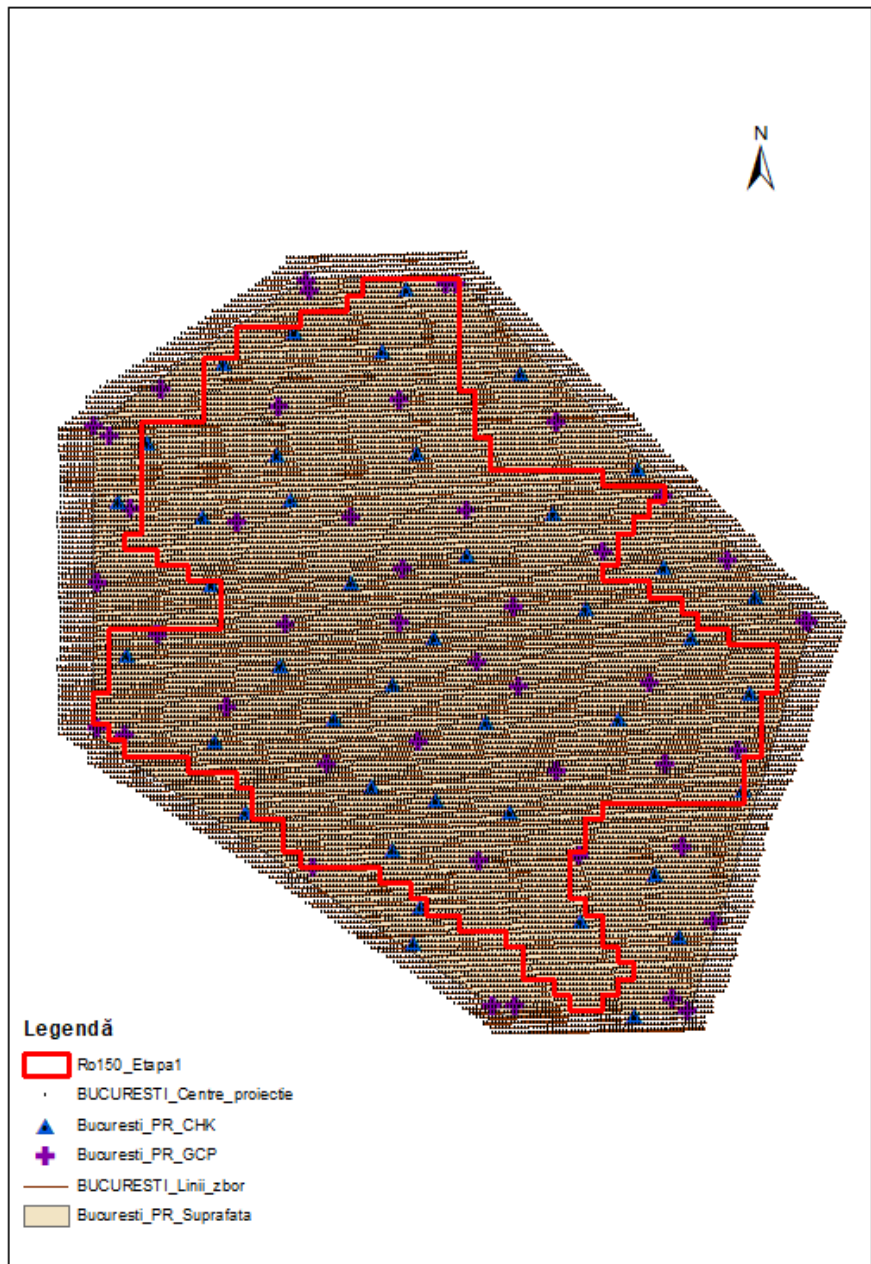 N
Legendă
Ro150_Etapa1
BUCURESTI_Centre_proiectie
Bucuresti_PR_CHK
Bucuresti_PR_GCP
BUCURESTI_Linii_zbor
Bucuresti_PR_Suprafata